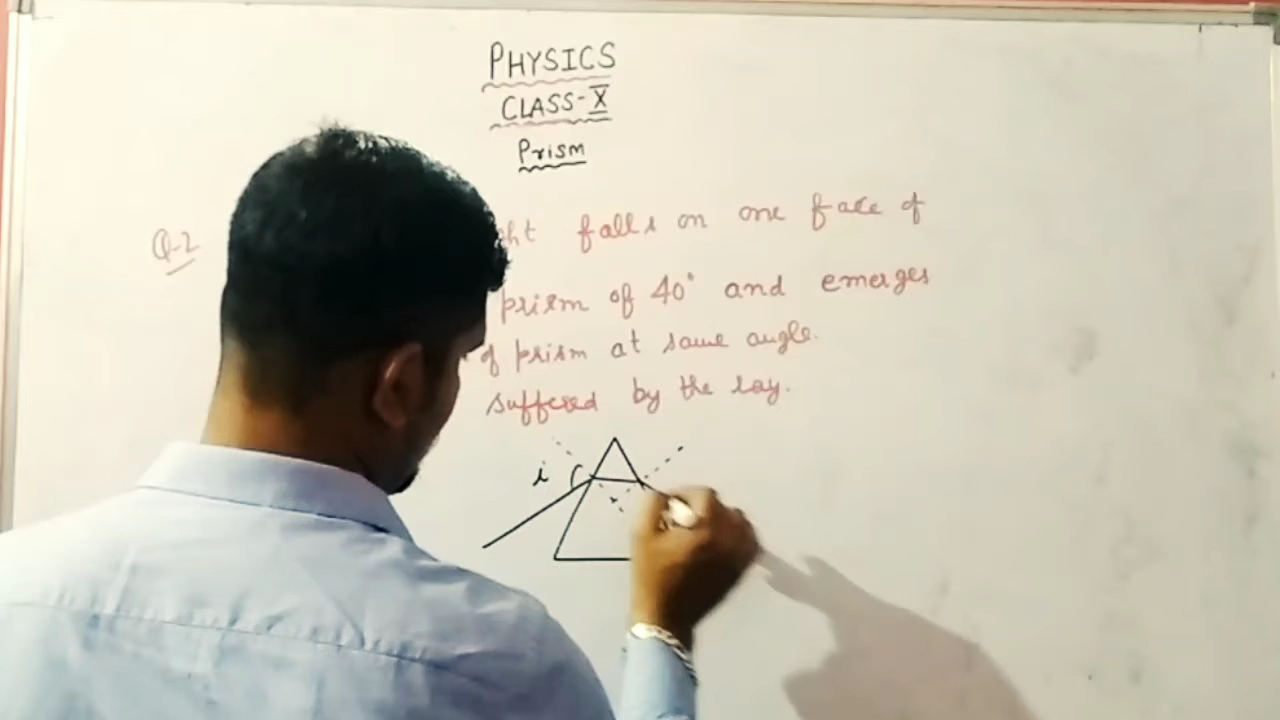 PHYSICS
CLASS-X
Prism
Q-2 falls on one face of
prism of 40° and emerges
of prism at same angle.
suffered by the ray.
i
r